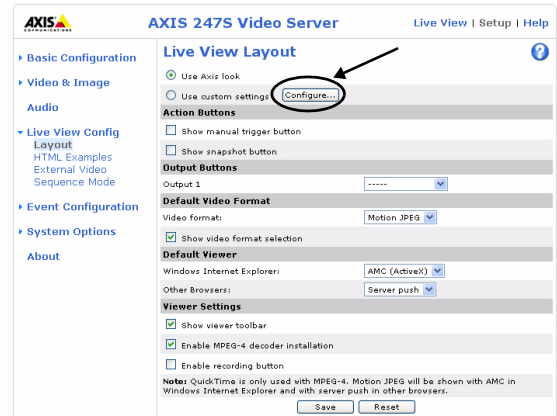 AXIS
COMMUNICATIONS
AXIS 247S Video Server
Live View | Setup | Help
Basic Configuration
Video & Image
Audio
Live View Config
Layout
HTML Examples
External Video
Sequence Mode
Event Configuration
System Options
About
Live View Layout
?
Use Axis look
Use custom settings Configure...
Action Buttons
Show manual trigger button
Show snapshot button
Output Buttons
Output 1 -----
Default Video Format
Video format: Motion JPEG
Show video format selection
Default Viewer
Windows Internet Explorer: AMC (ActiveX)
Other Browsers: Server push
Viewer Settings
Show viewer toolbar
Enable MPEG-4 decoder installation
Enable recording button
Note: QuickTime is only used with MPEG-4. Motion JPEG will be shown with AMC in
Windows Internet Explorer and with server push in other browsers.
Save Reset